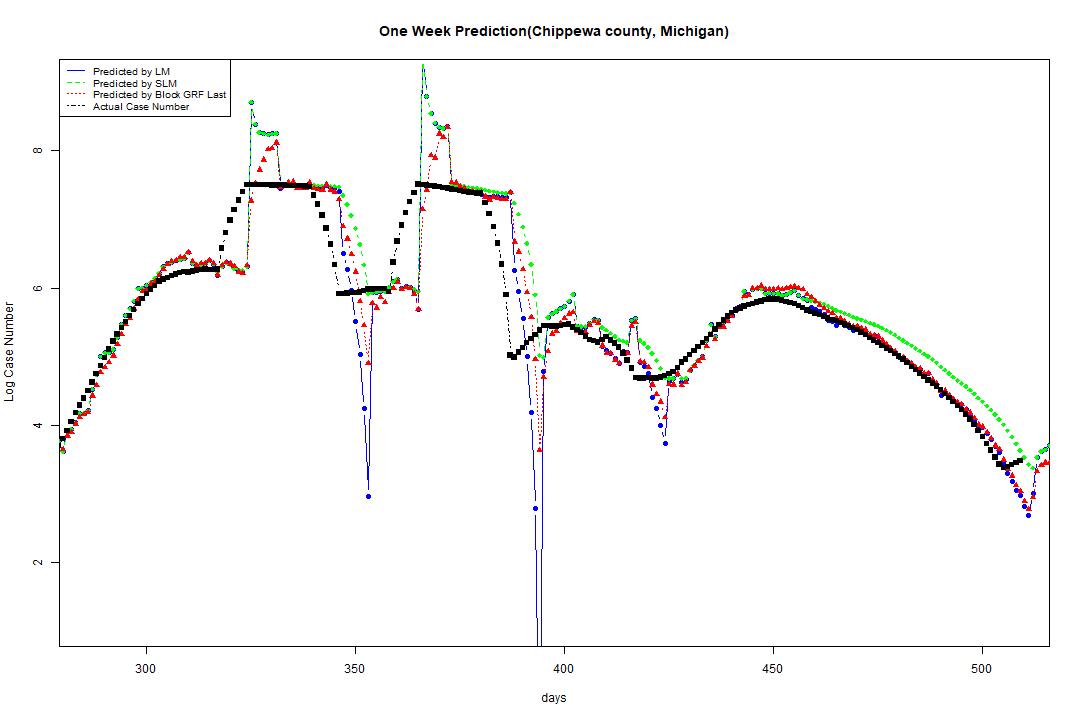 One Week Prediction(Chippewa county, Michigan)
Predicted by LM
Predicted by SLM
Predicted by Block GRF Last
Actual Case Number
8
6
4
2
Log Case Number
300
350
400
450
500
days